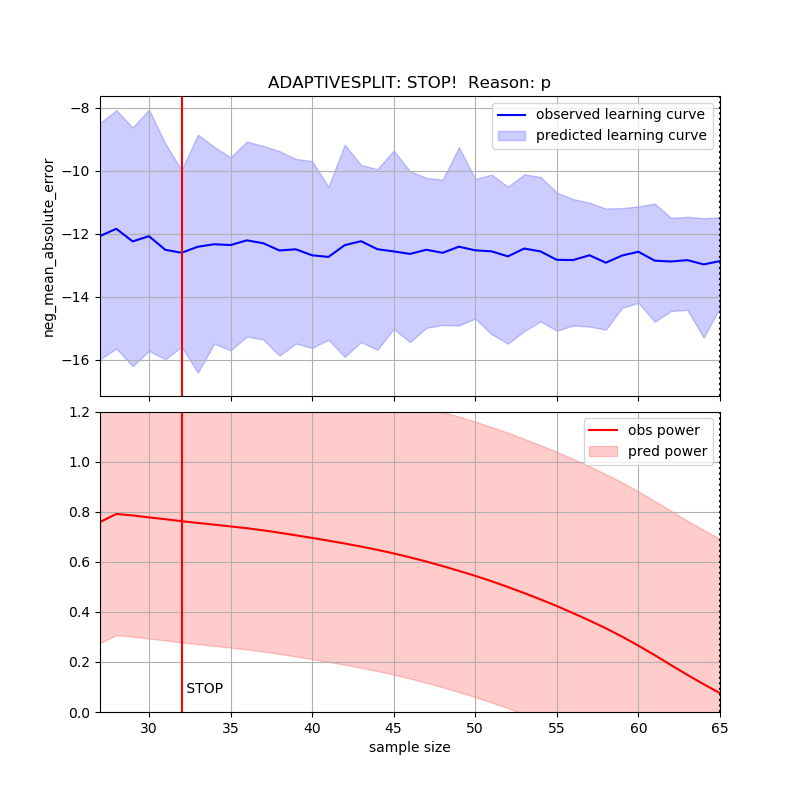 ADAPTIVESPLIT: STOP!  Reason: p
−8
−10
−12
−14
−16
neg_mean_absolute_error
observed learning curve
predicted learning curve
1.2
1.0
0.8
0.6
0.4
0.2
0.0
obs power
pred power
STOP
30 35 40 45 50 55 60 65
sample size